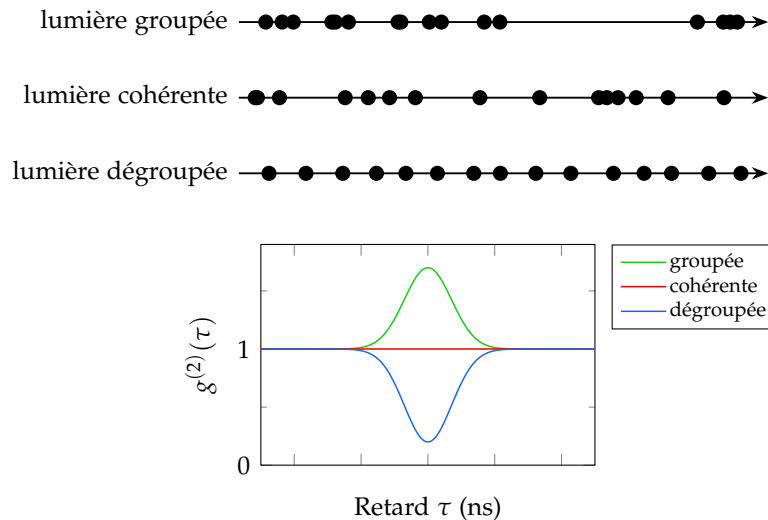 lumière groupée
lumière cohérente
lumière dégroupée
groupée
cohérente
dégroupée
1
g(2)(τ)
0
Retard τ (ns)